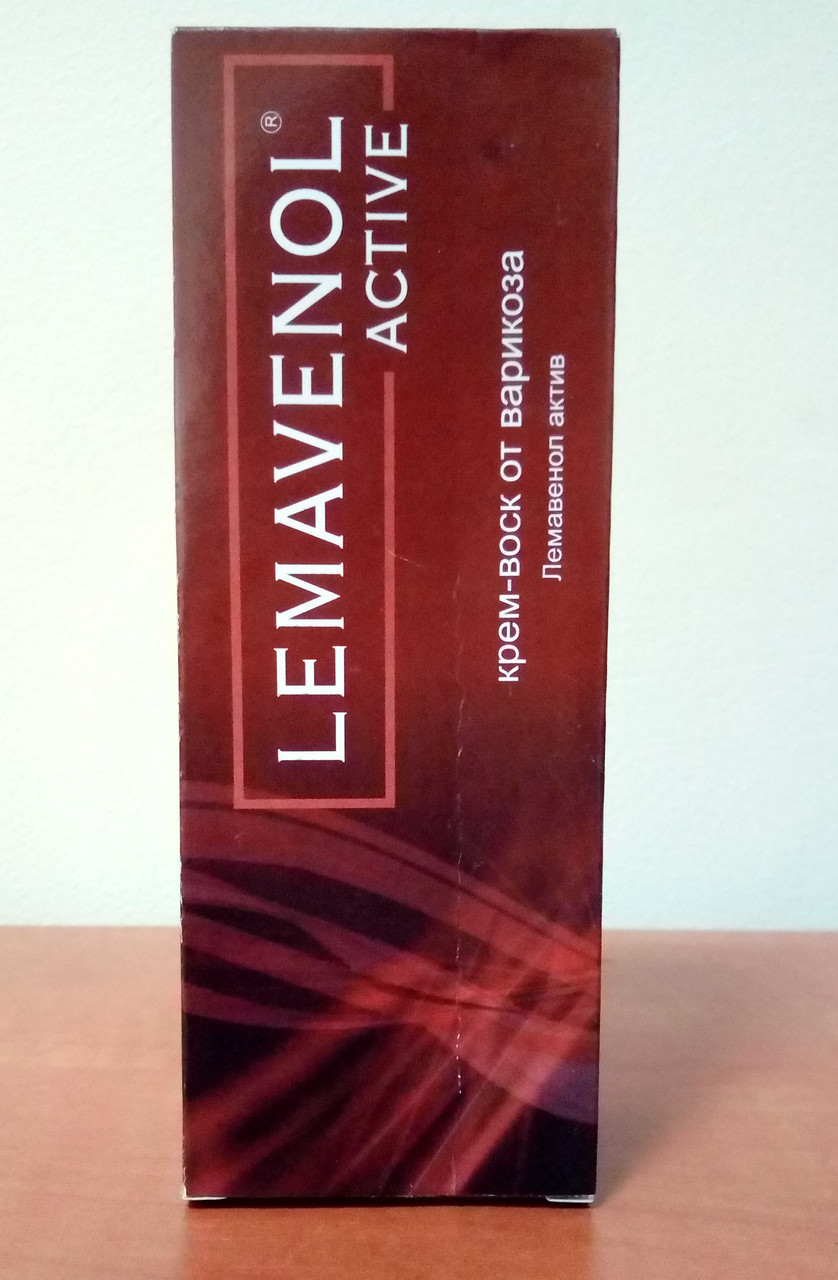 LEMAVENOL®
ACTIVE
крем-воск от варикоза
Лемавенол актив